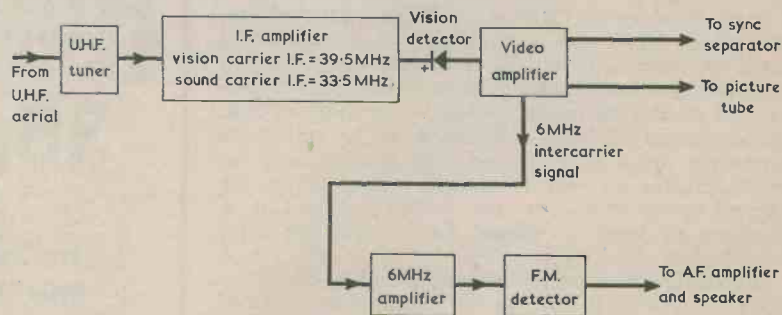 From
U.H.F.
aerial
U.H.F.
tuner
I.F. amplifier
vision carrier I.F. = 39·5MHz
sound carrier I.F. = 33.5MHz
Vision
detector
+
Video
amplifier
To sync
separator
To picture
tube
6MHz
intercarrier
signal
6MHz
amplifier
F.M.
detector
To A.F. amplifier
and speaker